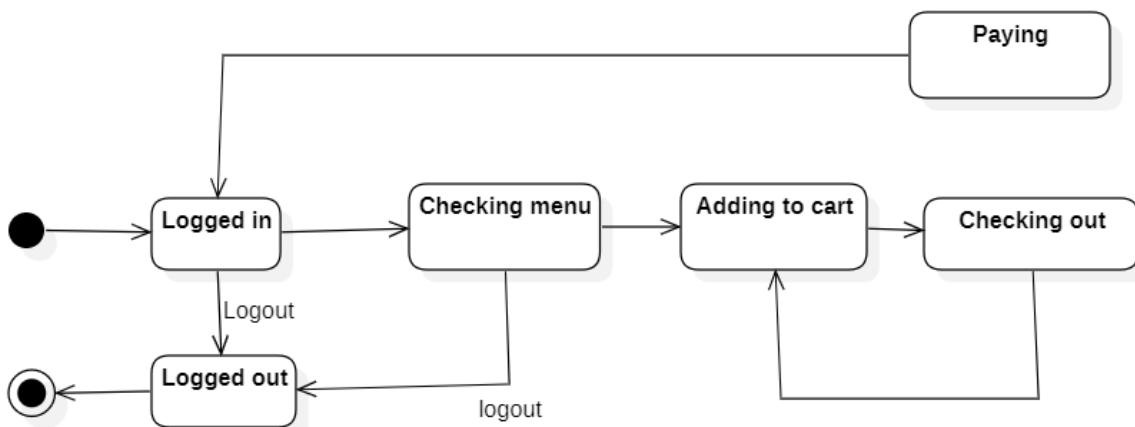 Paying
Logged in
Checking menu
Adding to cart
Checking out
Logout
Logged out
logout